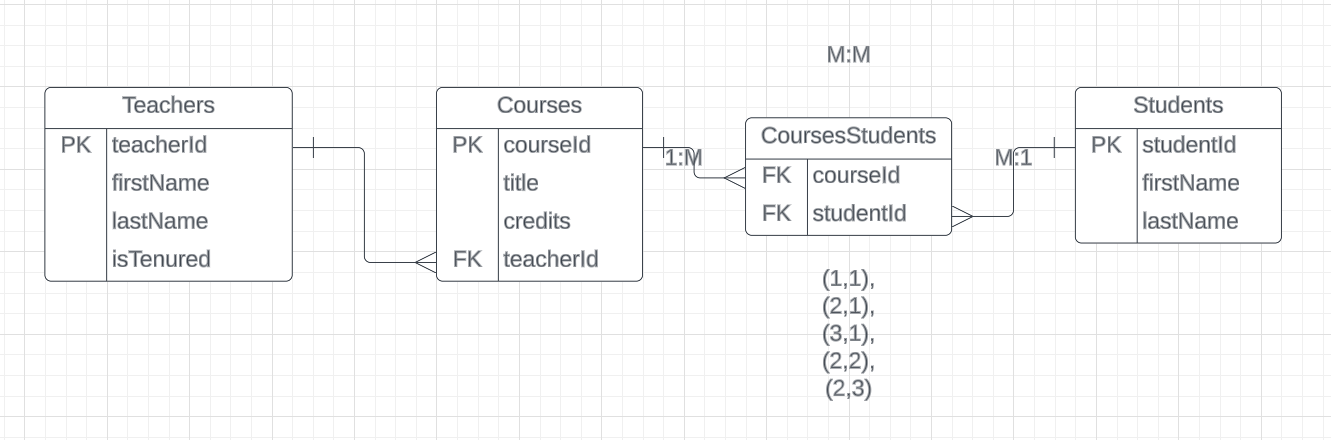 M:M
Teachers
PK teacherId
firstName
lastName
isTenured
Courses
PK courseId
title
credits
FK teacherId
1:M
CoursesStudents
FK courseId
FK studentId
M:1
Students
PK studentId
firstName
lastName
(1,1),
(2,1),
(3,1),
(2,2),
(2,3)